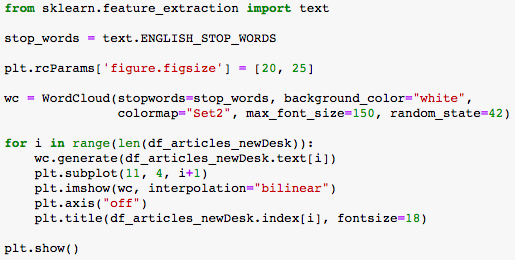 from sklearn.feature_extraction import text
stop_words = text.ENGLISH_STOP_WORDS
plt.rcParams['figure.figsize'] = [20, 25]
wc = WordCloud(stopwords=stop_words, background_color="white",
colormap="Set2", max_font_size=150, random_state=42)
for i in range(len(df_articles_newDesk)):
wc.generate(df_articles_newDesk.text[i])
plt.subplot(11, 4, i+1)
plt.imshow(wc, interpolation="bilinear")
plt.axis("off")
plt.title(df_articles_newDesk.index[i], fontsize=18)
plt.show()